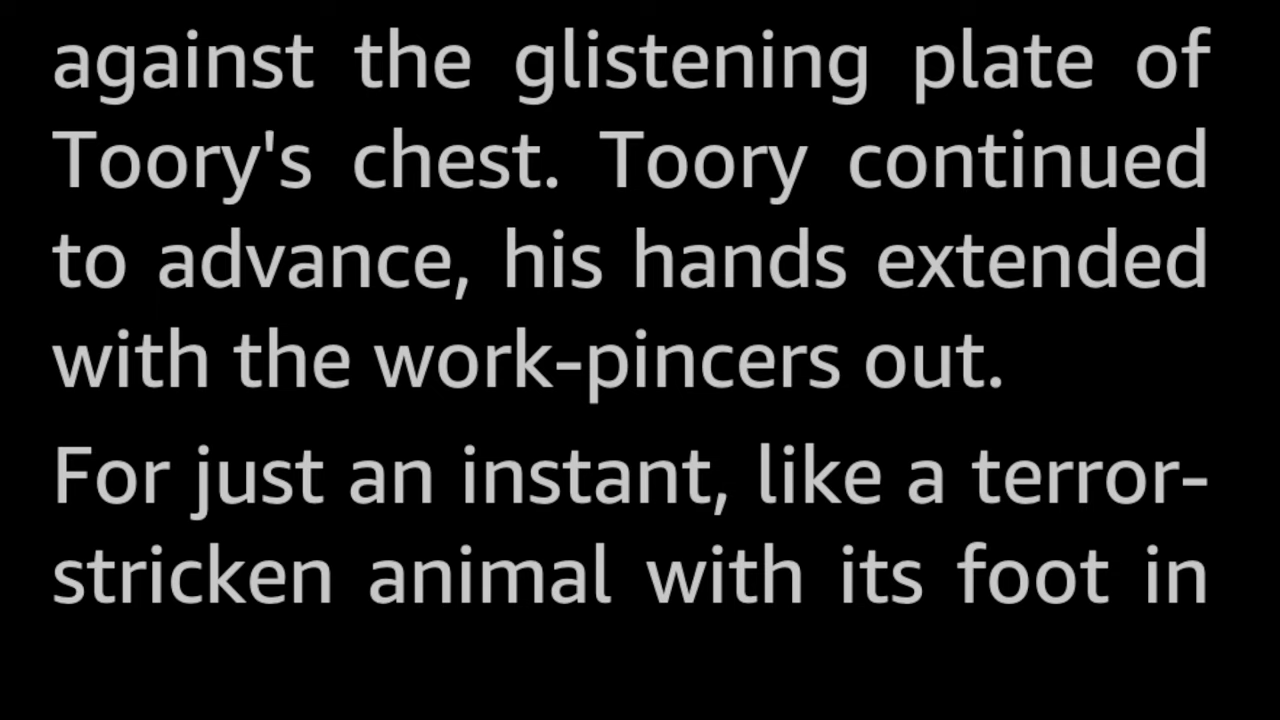 against the glistening plate of
Toory's chest. Toory continued
to advance, his hands extended
with the work-pincers out.
For just an instant, like a terror-
stricken animal with its foot in